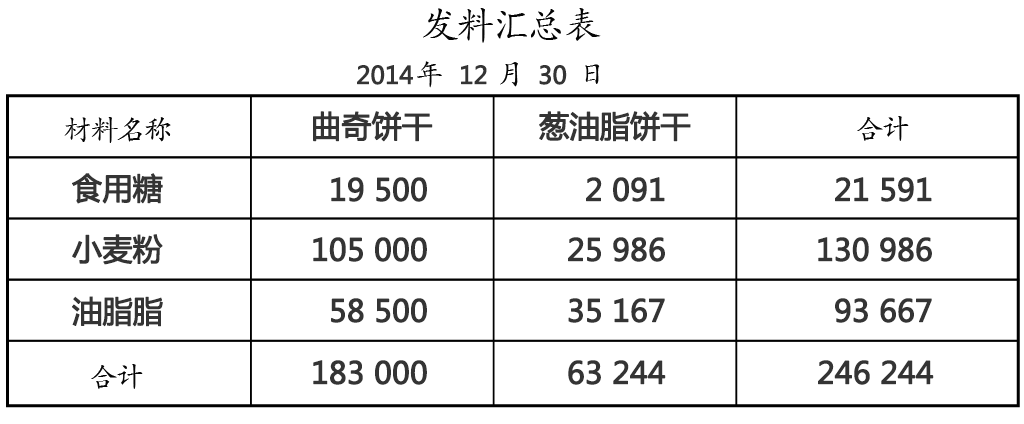 发料汇总表
2014年 12 月 30 日
材料名称 曲奇饼干 葱油脂饼干 合计
食用糖 19 500 2 091 21 591
小麦粉 105 000 25 986 130 986
油脂脂 58 500 35 167 93 667
合计 183 000 63 244 246 244